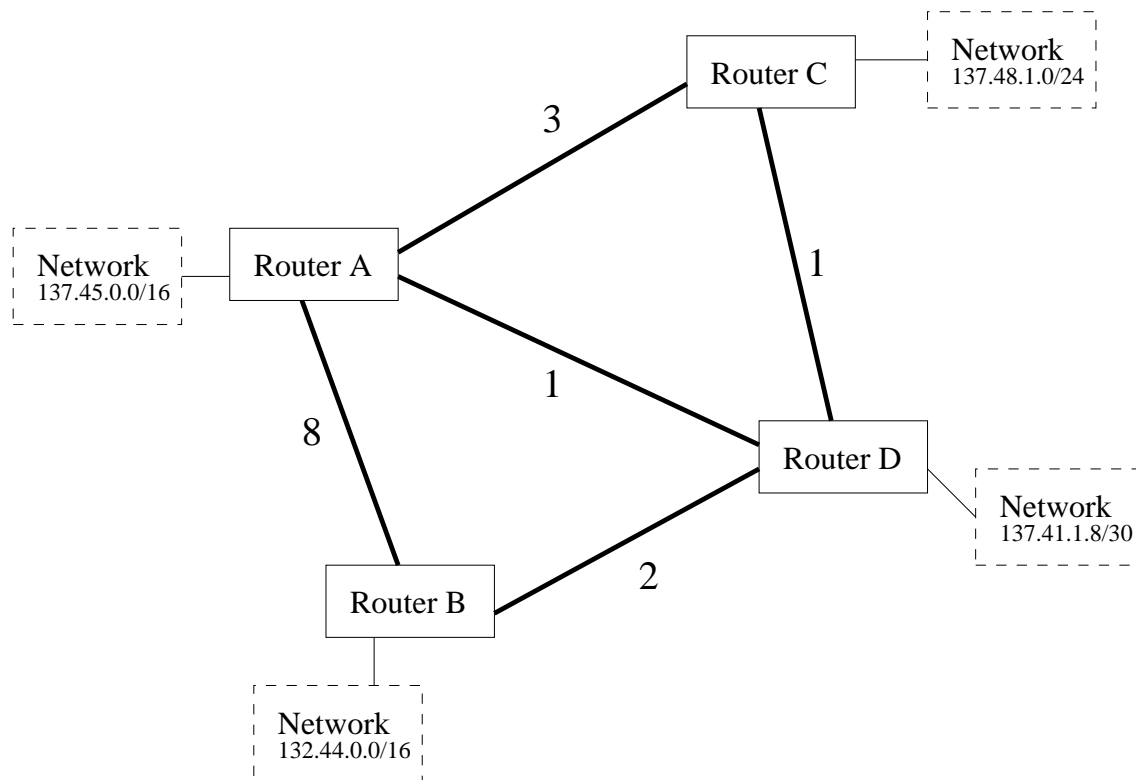 Router C
Network
137.48.1.0/24
3
Network
137.45.0.0/16
Router A
1
1
8
Router D
Network
137.41.1.8/30
2
Router B
Network
132.44.0.0/16